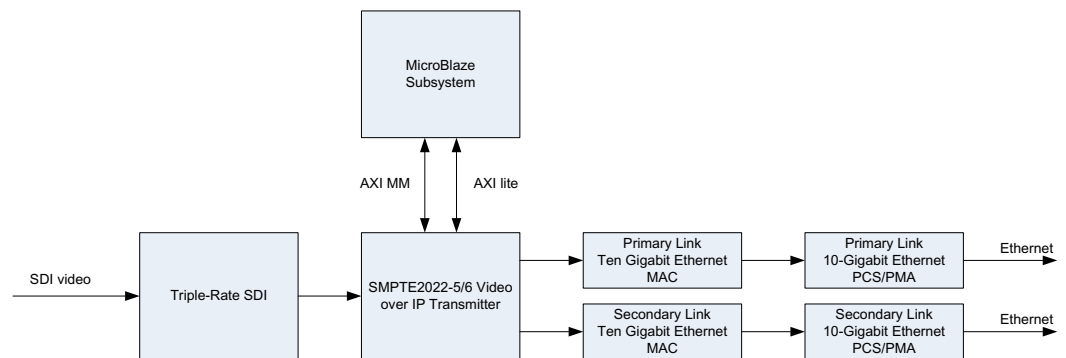 MicroBlaze
Subsystem
AXI MM
AXI lite
SDI video
Triple-Rate SDI
SMPTE2022-5/6 Video
over IP Transmitter
Primary Link
Ten Gigabit Ethernet
MAC
Primary Link
10-Gigabit Ethernet
PCS/PMA
Ethernet
Secondary Link
Ten Gigabit Ethernet
MAC
Secondary Link
10-Gigabit Ethernet
PCS/PMA
Ethernet